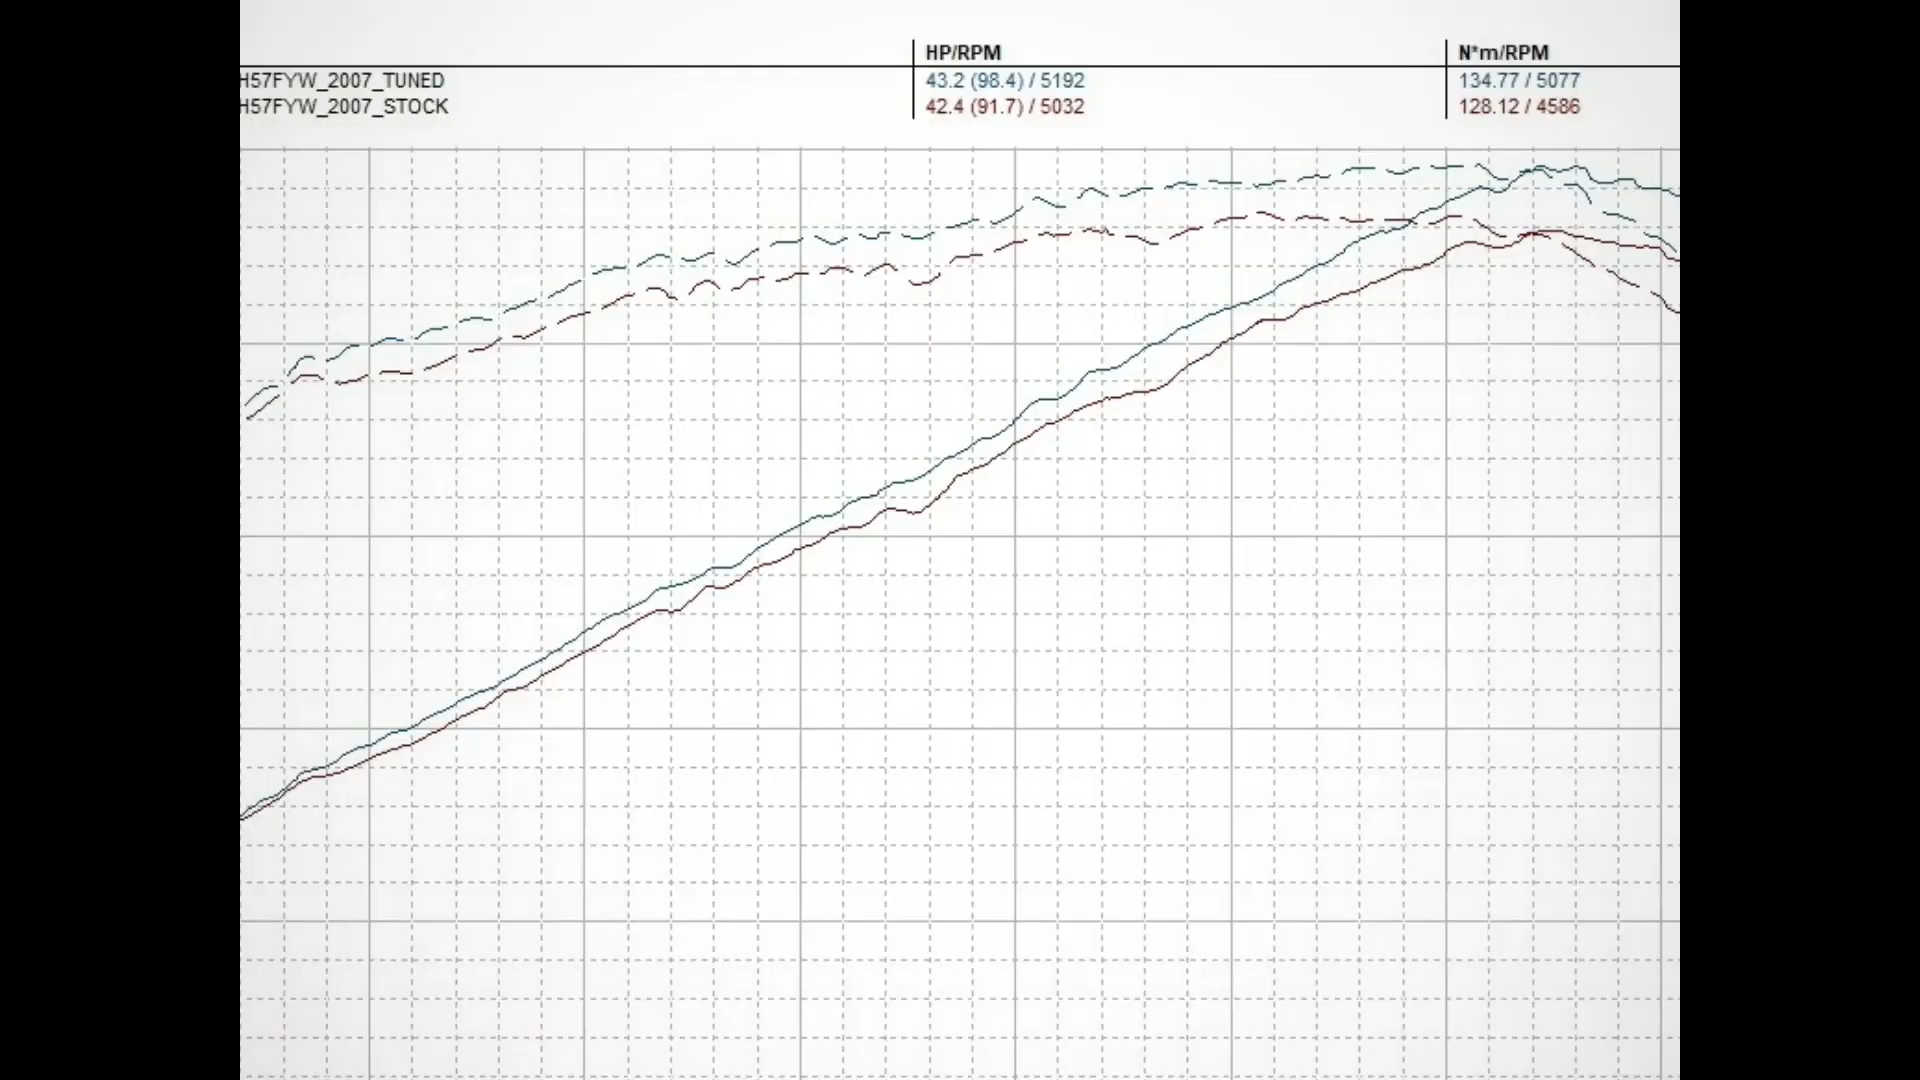 HP/RPM N*m/RPM
H57FYW_2007_TUNED 43.2 (98.4) / 5192 134.77 / 5077
H57FYW_2007_STOCK 42.4 (91.7) / 5032 128.12 / 4586